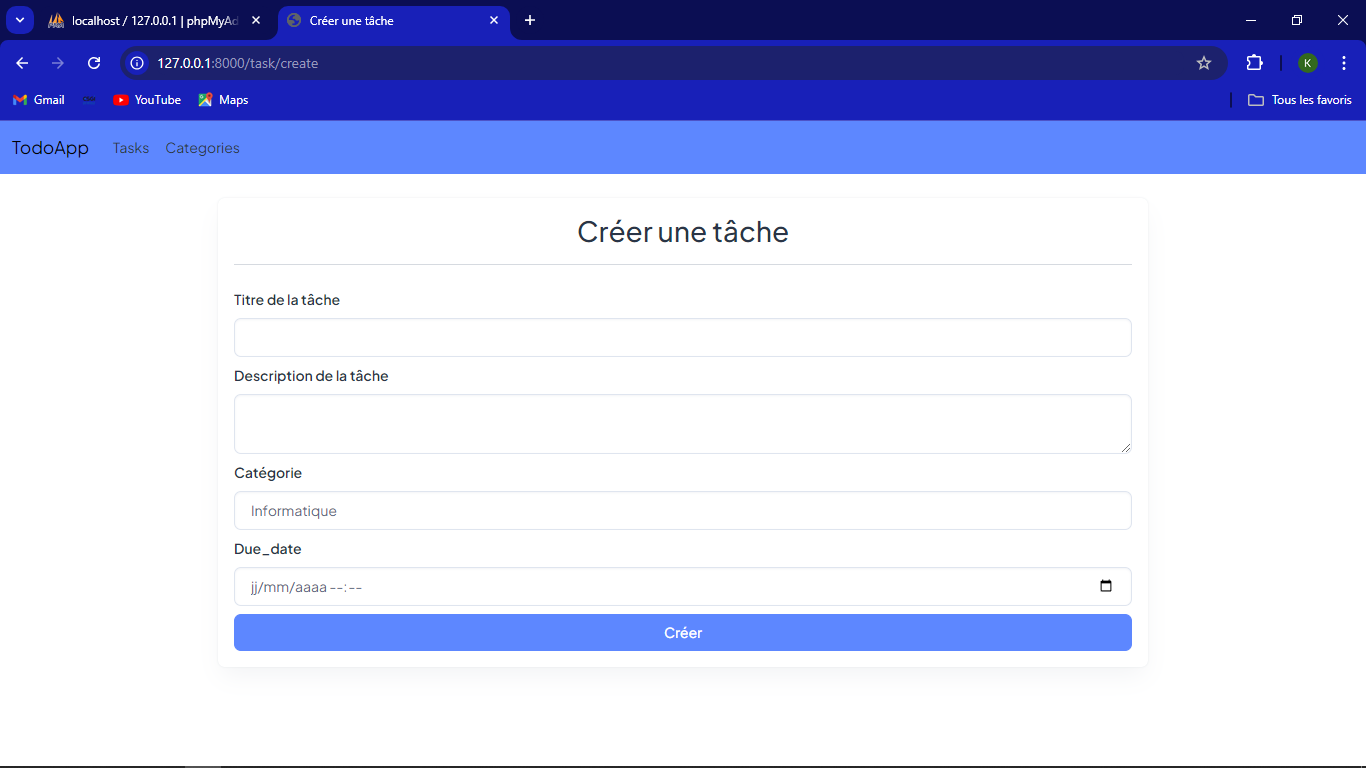 localhost / 127.0.0.1 | phpMyAd
Créer une tâche
127.0.0.1:8000/task/create
K
Gmail
YouTube
Maps
Tous les favoris
TodoApp
Tasks
Categories
Créer une tâche
Titre de la tâche
Description de la tâche
Catégorie
Informatique
Due_date
jj/mm/aaaa --:--
Créer